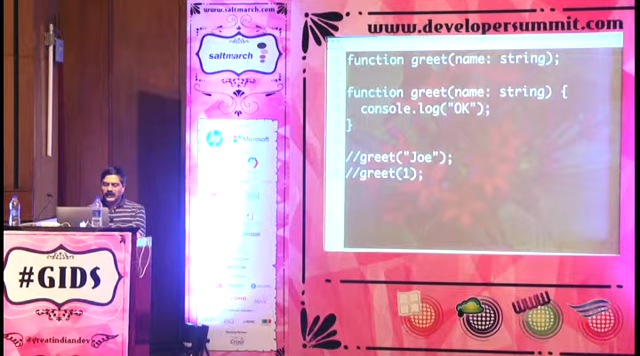 www.saltmarch.com
saltmarch
Microsoft
#GIDS
@greatindiandev
www.developersummit.com
function greet(name: string);
function greet(name: string) {
console.log("OK");
}
//greet("Joe");
//greet(1);